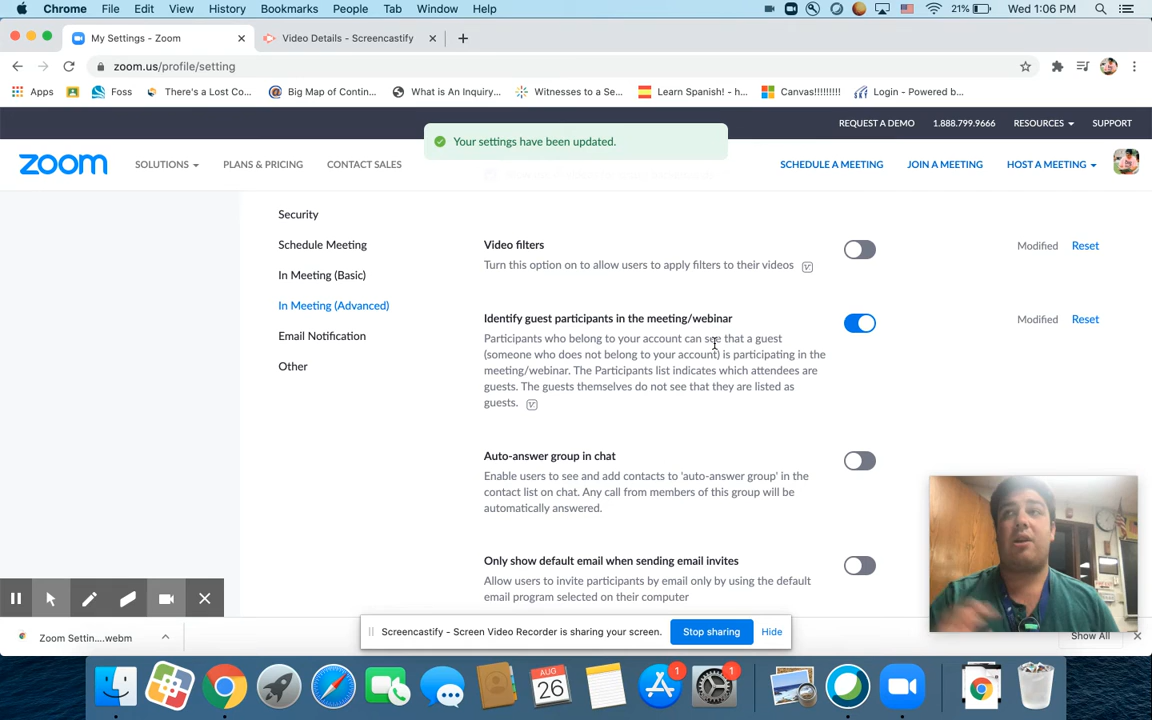 Chrome File Edit View History Bookmarks People Tab Window Help 21% Wed 1:06 PM
My Settings - Zoom Video Details - Screencastify
zoom.us/profile/setting
Apps Foss There's a Lost Co... Big Map of Contin... What is An Inquiry... Witnesses to a Se... Learn Spanish! - h... Canvas!!!!!!!!! Login - Powered b...
REQUEST A DEMO 1.888.799.9666 RESOURCES SUPPORT
Your settings have been updated.
zoom SOLUTIONS PLANS & PRICING CONTACT SALES SCHEDULE A MEETING JOIN A MEETING HOST A MEETING
Security
Schedule Meeting
In Meeting (Basic)
In Meeting (Advanced)
Email Notification
Other
Video filters Modified Reset
Turn this option on to allow users to apply filters to their videos
Identify guest participants in the meeting/webinar Modified Reset
Participants who belong to your account can see that a guest
(someone who does not belong to your account) is participating in the
meeting/webinar. The Participants list indicates which attendees are
guests. The guests themselves do not see that they are listed as
guests.
Auto-answer group in chat
Enable users to see and add contacts to 'auto-answer group' in the
contact list on chat. Any call from members of this group will be
automatically answered.
Only show default email when sending email invites
Allow users to invite participants by email only by using the default
email program selected on their computer
Screencastify - Screen Video Recorder is sharing your screen. Stop sharing Hide
Zoom Settin....webm Show All
AUG
26
1
1